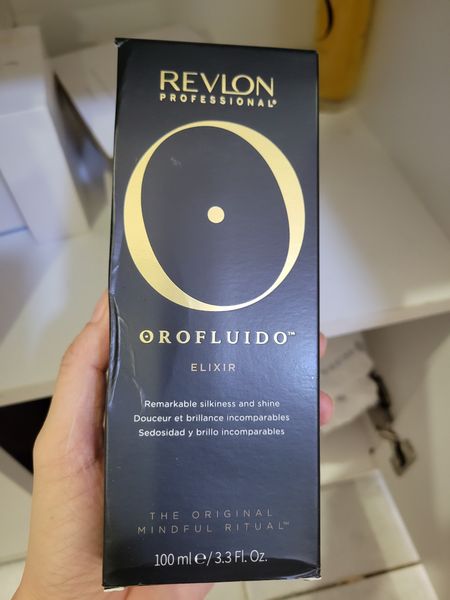 REVLON
PROFESSIONAL®
OROFLUIDO™
ELIXIR
Remarkable silkiness and shine
Douceur et brillance incomparables
Sedosidad y brillo incomparables
THE ORIGINAL
MINDFUL RITUAL™
100 ml ℮/3.3 Fl. Oz.